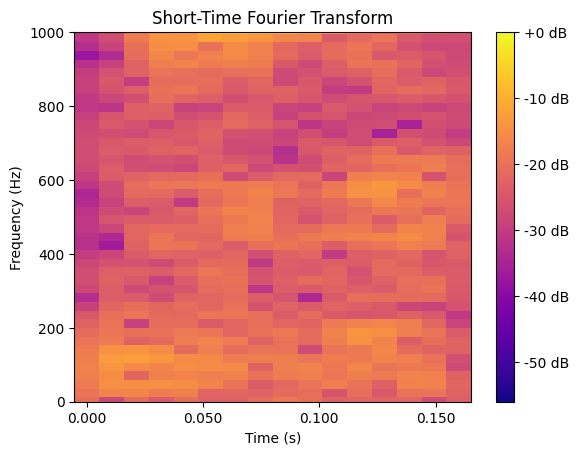 Short-Time Fourier Transform
1000
800
600
400
200
0
0.000
0.050
0.100
0.150
Frequency (Hz)
Time (s)
+0 dB
-10 dB
-20 dB
-30 dB
-40 dB
-50 dB